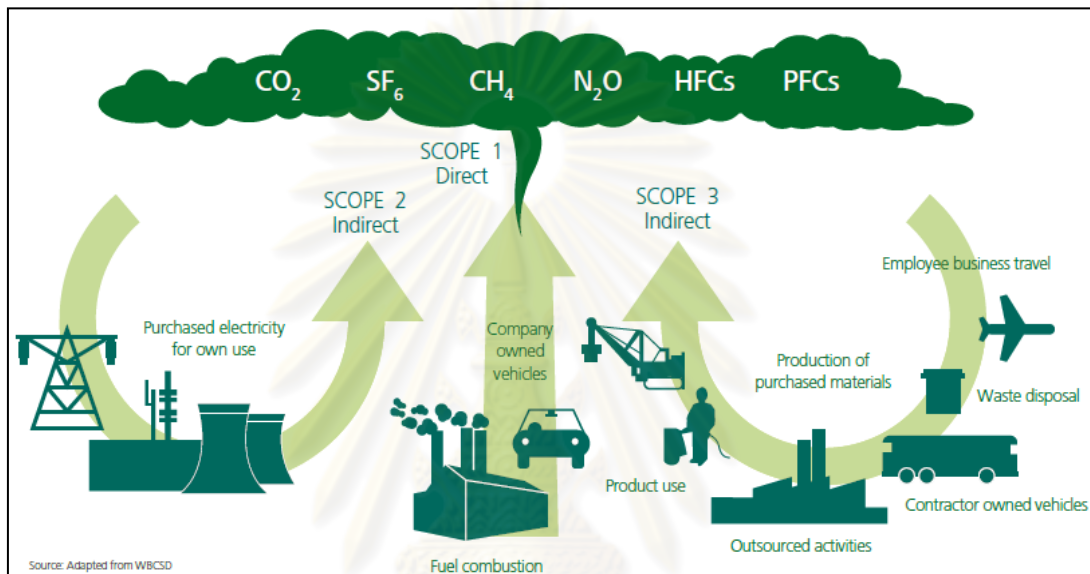 CO₂ SF₆ CH₄ N₂O HFCs PFCs
SCOPE 1
Direct
SCOPE 2
Indirect
SCOPE 3
Indirect
Employee business travel
Purchased electricity
for own use
Company
owned
vehicles
Production of
purchased materials
Waste disposal
Product use
Contractor owned vehicles
Outsourced activities
Fuel combustion
Source: Adapted from WBCSD